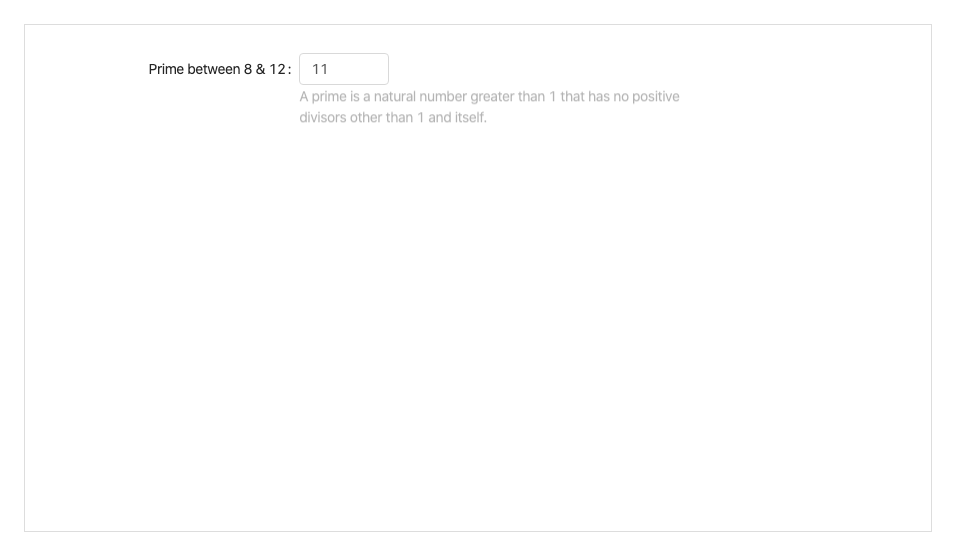 Prime between 8 & 12: 11
A prime is a natural number greater than 1 that has no positive
divisors other than 1 and itself.